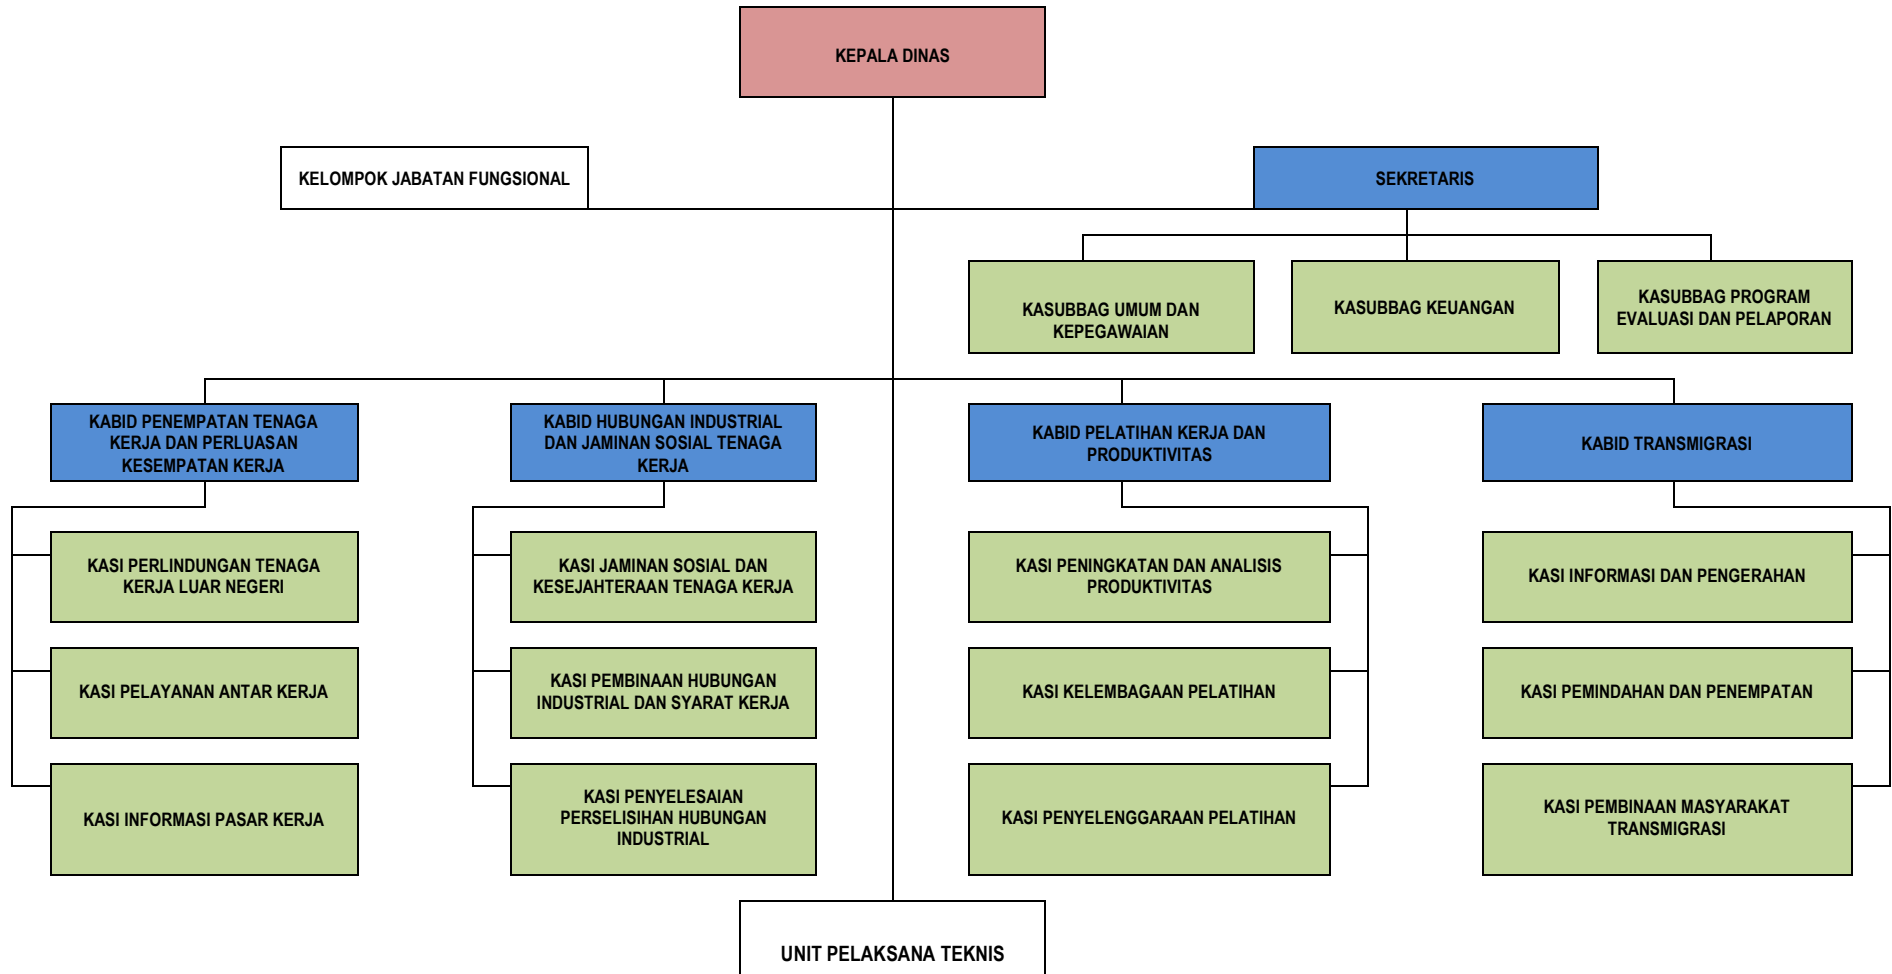 KEPALA DINAS
KELOMPOK JABATAN FUNGSIONAL
SEKRETARIS
KASUBBAG UMUM DAN
KEPEGAWAIAN
KASUBBAG KEUANGAN
KASUBBAG PROGRAM
EVALUASI DAN PELAPORAN
KABID PENEMPATAN TENAGA
KERJA DAN PERLUASAN
KESEMPATAN KERJA
KABID HUBUNGAN INDUSTRIAL
DAN JAMINAN SOSIAL TENAGA
KERJA
KABID PELATIHAN KERJA DAN
PRODUKTIVITAS
KABID TRANSMIGRASI
KASI PERLINDUNGAN TENAGA
KERJA LUAR NEGERI
KASI JAMINAN SOSIAL DAN
KESEJAHTERAAN TENAGA KERJA
KASI PENINGKATAN DAN ANALISIS
PRODUKTIVITAS
KASI INFORMASI DAN PENGERAHAN
KASI PELAYANAN ANTAR KERJA
KASI PEMBINAAN HUBUNGAN
INDUSTRIAL DAN SYARAT KERJA
KASI KELEMBAGAAN PELATIHAN
KASI PEMINDAHAN DAN PENEMPATAN
KASI INFORMASI PASAR KERJA
KASI PENYELESAIAN
PERSELISIHAN HUBUNGAN
INDUSTRIAL
KASI PENYELENGGARAAN PELATIHAN
KASI PEMBINAAN MASYARAKAT
TRANSMIGRASI
UNIT PELAKSANA TEKNIS